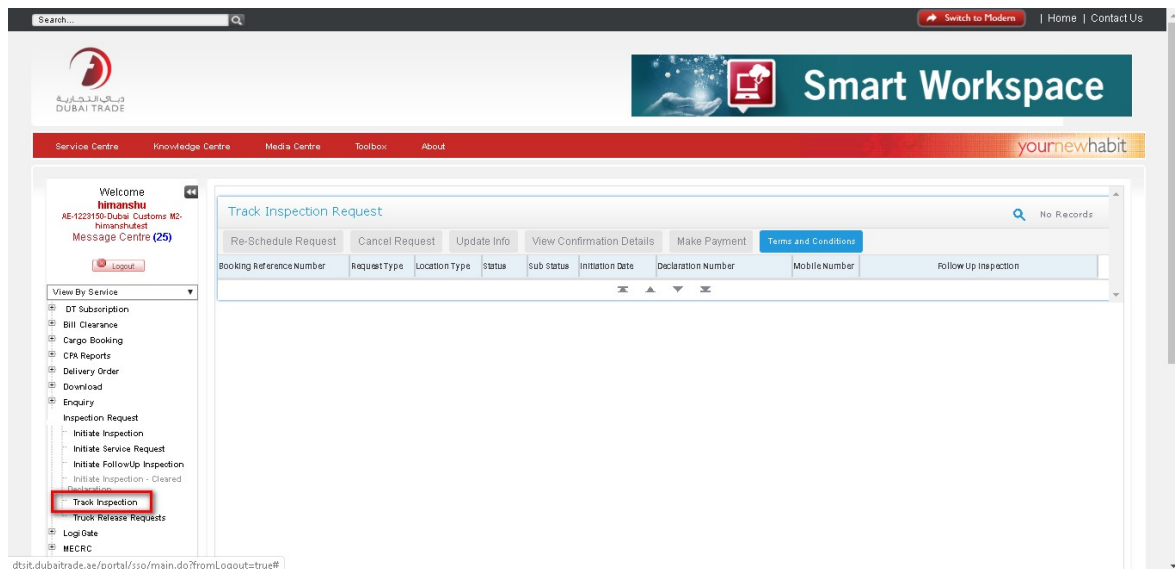 Search...
Switch to Modern | Home | Contact Us
دبي التجارية
DUBAI TRADE
Smart Workspace
Service Centre Knowledge Centre Media Centre Toolbox About
yournewhabit
Welcome
himanshu
AE-1223150-Dubai Customs M2-
himanshutest
Message Centre (25)
Logout
View By Service
DT Subscription
Bill Clearance
Cargo Booking
CPA Reports
Delivery Order
Download
Enquiry
Inspection Request
Initiate Inspection
Initiate Service Request
Initiate FollowUp Inspection
Initiate Inspection - Cleared
Declaration
Track Inspection
Truck Release Requests
LogiGate
MECRC
Track Inspection Request
No Records
Re-Schedule Request Cancel Request Update Info View Confirmation Details Make Payment Terms and Conditions
Booking Reference Number Request Type Location Type Status Sub Status Initiation Date Declaration Number Mobile Number Follow Up Inspection
dtsit.dubaitrade.ae/portal/sso/main.do?fromLogout=true#